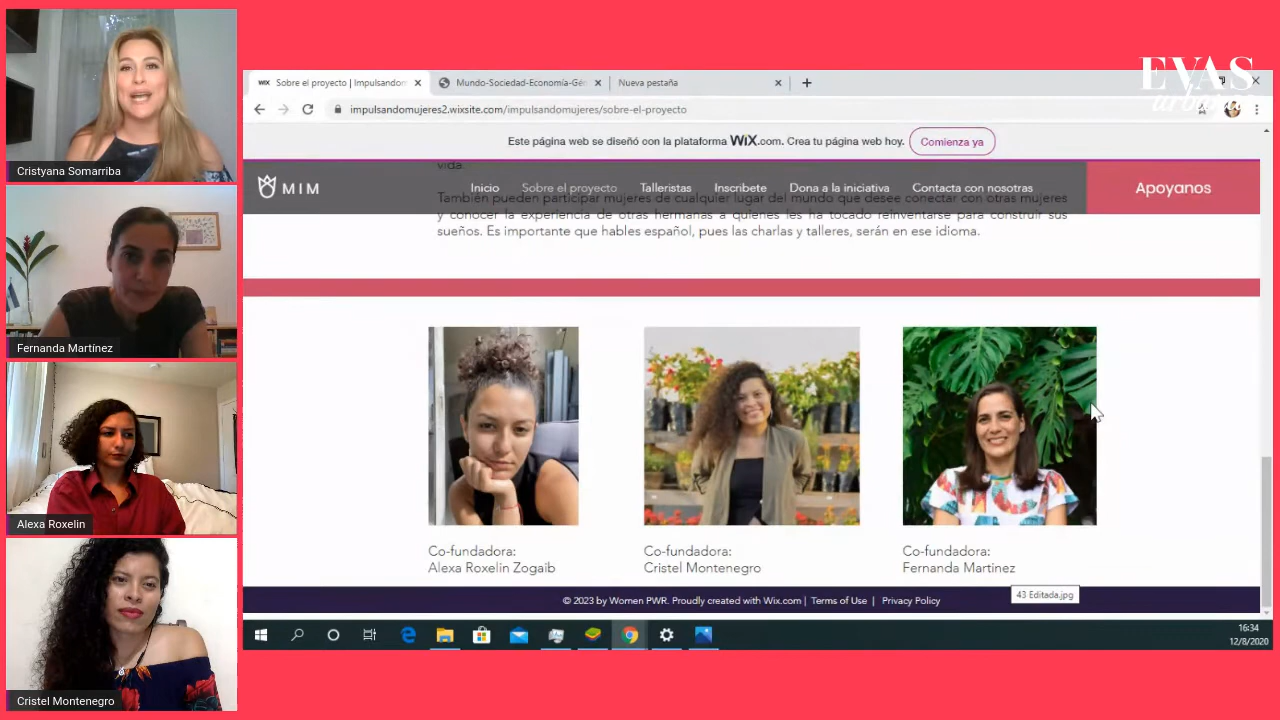 Cristyana Somarriba
Fernanda Martínez
Alexa Roxelin
Cristel Montenegro
EVAS
urbanas
Sobre el proyecto | Impulsandom
Mundo-Sociedad-Economía-Gén
Nueva pestaña
impulsandomujeres2.wixsite.com/impulsandomujeres/sobre-el-proyecto
Este página web se diseñó con la plataforma WiX.com. Crea tu página web hoy. Comienza ya
vida.
MIM
Inicio Sobre el proyecto Talleristas Inscribete Dona a la iniciativa Contacta con nosotras
Apoyanos
También pueden participar mujeres de cualquier lugar del mundo que desee conectar con otras mujeres
y conocer la experiencia de otras hermanas a quienes les ha tocado reinventarse para construir sus
sueños. Es importante que hables español, pues las charlas y talleres, serán en ese idioma.
Co-fundadora:
Alexa Roxelin Zogaib
Co-fundadora:
Cristel Montenegro
Co-fundadora:
Fernanda Martinez
43 Editada.jpg
© 2023 by Women PWR. Proudly created with Wix.com | Terms of Use | Privacy Policy
16:34
12/8/2020